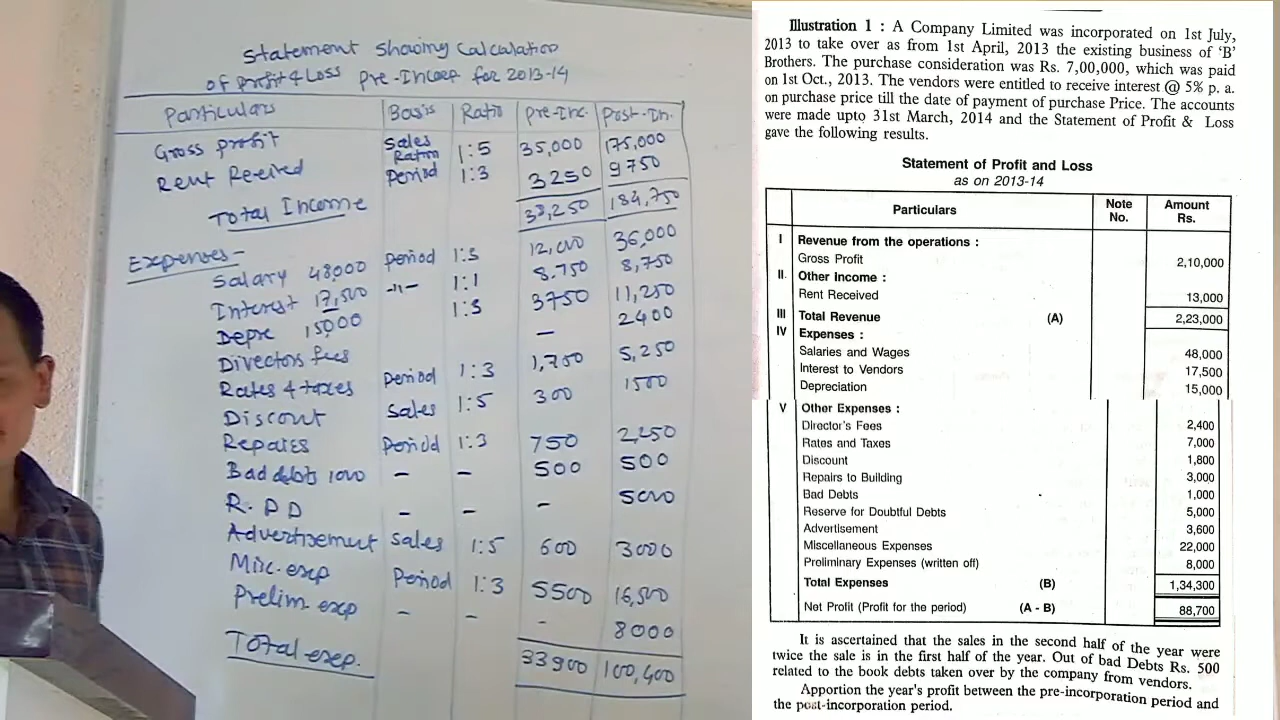 Statement Showing Calculation
of Profit & Loss Pre-Incorp for 2013-14
Particulars Basis Ratio Pre-Inc. Post-In.
Gross profit Sales Ratio 1:5 35,000 175,000
Rent Received Period 1:3 3250 9750
Total Income 38,250 184,750
Expenses -
Salary 48000 Period 1:3 12,000 36,000
Interest 17,500 -11- 1:1 8.750 8,750
Depre 15000 1:3 3750 11,250
Directors fees — 2400
Rates & taxes Period 1:3 1,750 5,250
Discount Sales 1:5 300 1500
Repaires Period 1:3 750 2,250
Bad debts 1000 — — 500 500
R. D D — — — 5000
Advertisement Sales 1:5 600 3000
Misc. exp Period 1:3 5500 16,500
Prelim. exp — — - 8000
Total exep. 33900 100,400
Illustration 1 : A Company Limited was incorporated on 1st July,
2013 to take over as from 1st April, 2013 the existing business of ‘B’
Brothers. The purchase consideration was Rs. 7,00,000, which was paid
on 1st Oct., 2013. The vendors were entitled to receive interest @ 5% p. a.
on purchase price till the date of payment of purchase Price. The accounts
were made upto 31st March, 2014 and the Statement of Profit & Loss
gave the following results.
Statement of Profit and Loss
as on 2013-14
Particulars Note No. Amount Rs.
I Revenue from the operations :
Gross Profit 2,10,000
II. Other Income :
Rent Received 13,000
III Total Revenue (A) 2,23,000
IV Expenses :
Salaries and Wages 48,000
Interest to Vendors 17,500
Depreciation 15,000
V Other Expenses :
Director's Fees 2,400
Rates and Taxes 7,000
Discount 1,800
Repairs to Building 3,000
Bad Debts 1,000
Reserve for Doubtful Debts 5,000
Advertisement 3,600
Miscellaneous Expenses 22,000
Preliminary Expenses (written off) 8,000
Total Expenses (B) 1,34,300
Net Profit (Profit for the period) (A - B) 88,700
It is ascertained that the sales in the second half of the year were
twice the sale is in the first half of the year. Out of bad Debts Rs. 500
related to the book debts taken over by the company from vendors.
Apportion the year's profit between the pre-incorporation period and
the post-incorporation period.